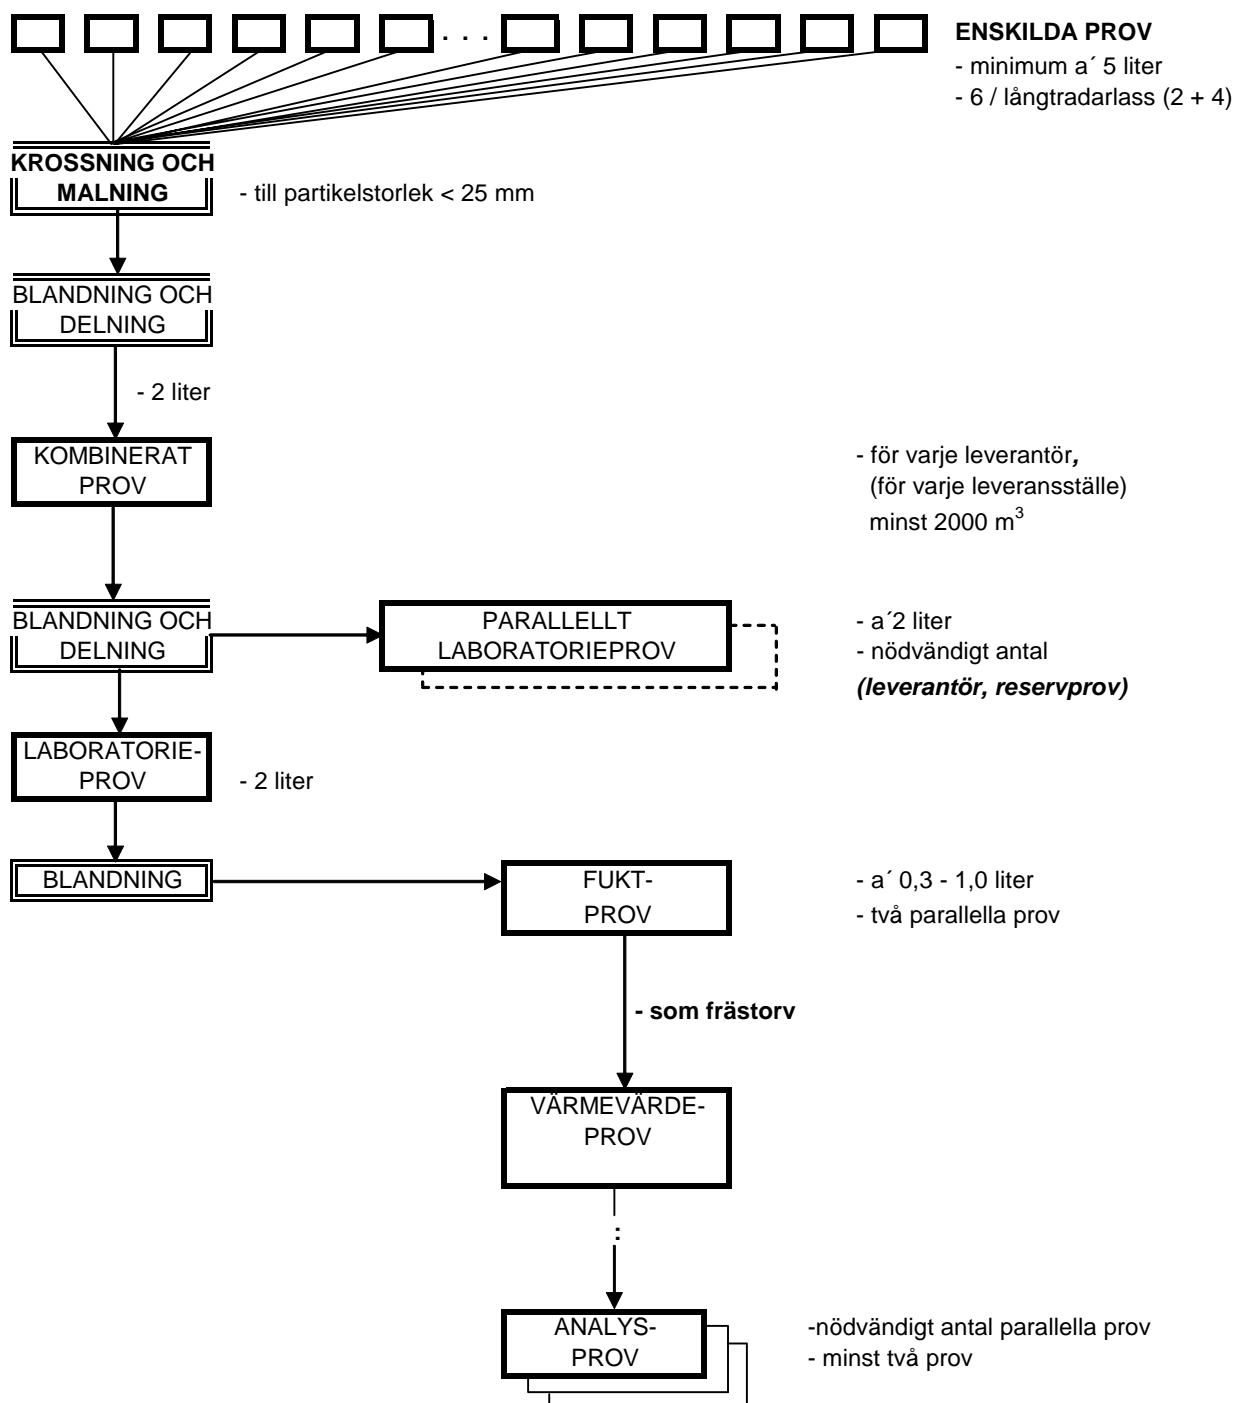 . . .
ENSKILDA PROV
- minimum a´ 5 liter
- 6 / långtradarlass (2 + 4)
KROSSNING OCH
MALNING
- till partikelstorlek < 25 mm
BLANDNING OCH
DELNING
- 2 liter
KOMBINERAT
PROV
- för varje leverantör,
(för varje leveransställe)
minst 2000 m³
BLANDNING OCH
DELNING
PARALLELLT
LABORATORIEPROV
- a´2 liter
- nödvändigt antal
(leverantör, reservprov)
LABORATORIE-
PROV
- 2 liter
BLANDNING
FUKT-
PROV
- a´ 0,3 - 1,0 liter
- två parallella prov
- som frästorv
VÄRMEVÄRDE-
PROV
:
ANALYS-
PROV
-nödvändigt antal parallella prov
- minst två prov